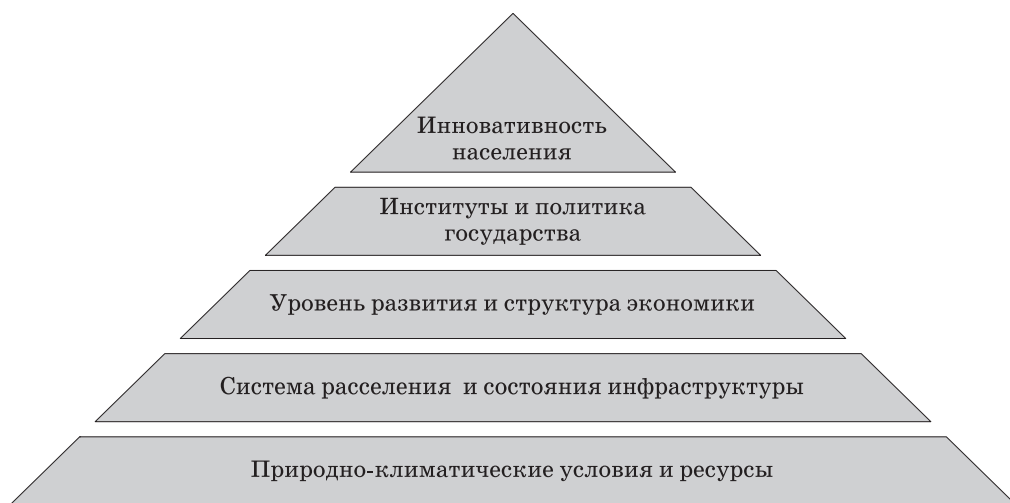 Инновативность
населения
Институты и политика
государства
Уровень развития и структура экономики
Система расселения и состояния инфраструктуры
Природно-климатические условия и ресурсы